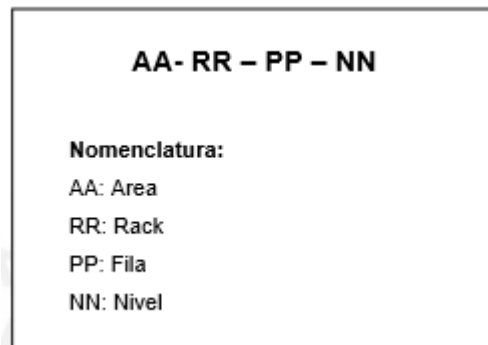 AA- RR – PP – NN
Nomenclatura:
AA: Area
RR: Rack
PP: Fila
NN: Nivel